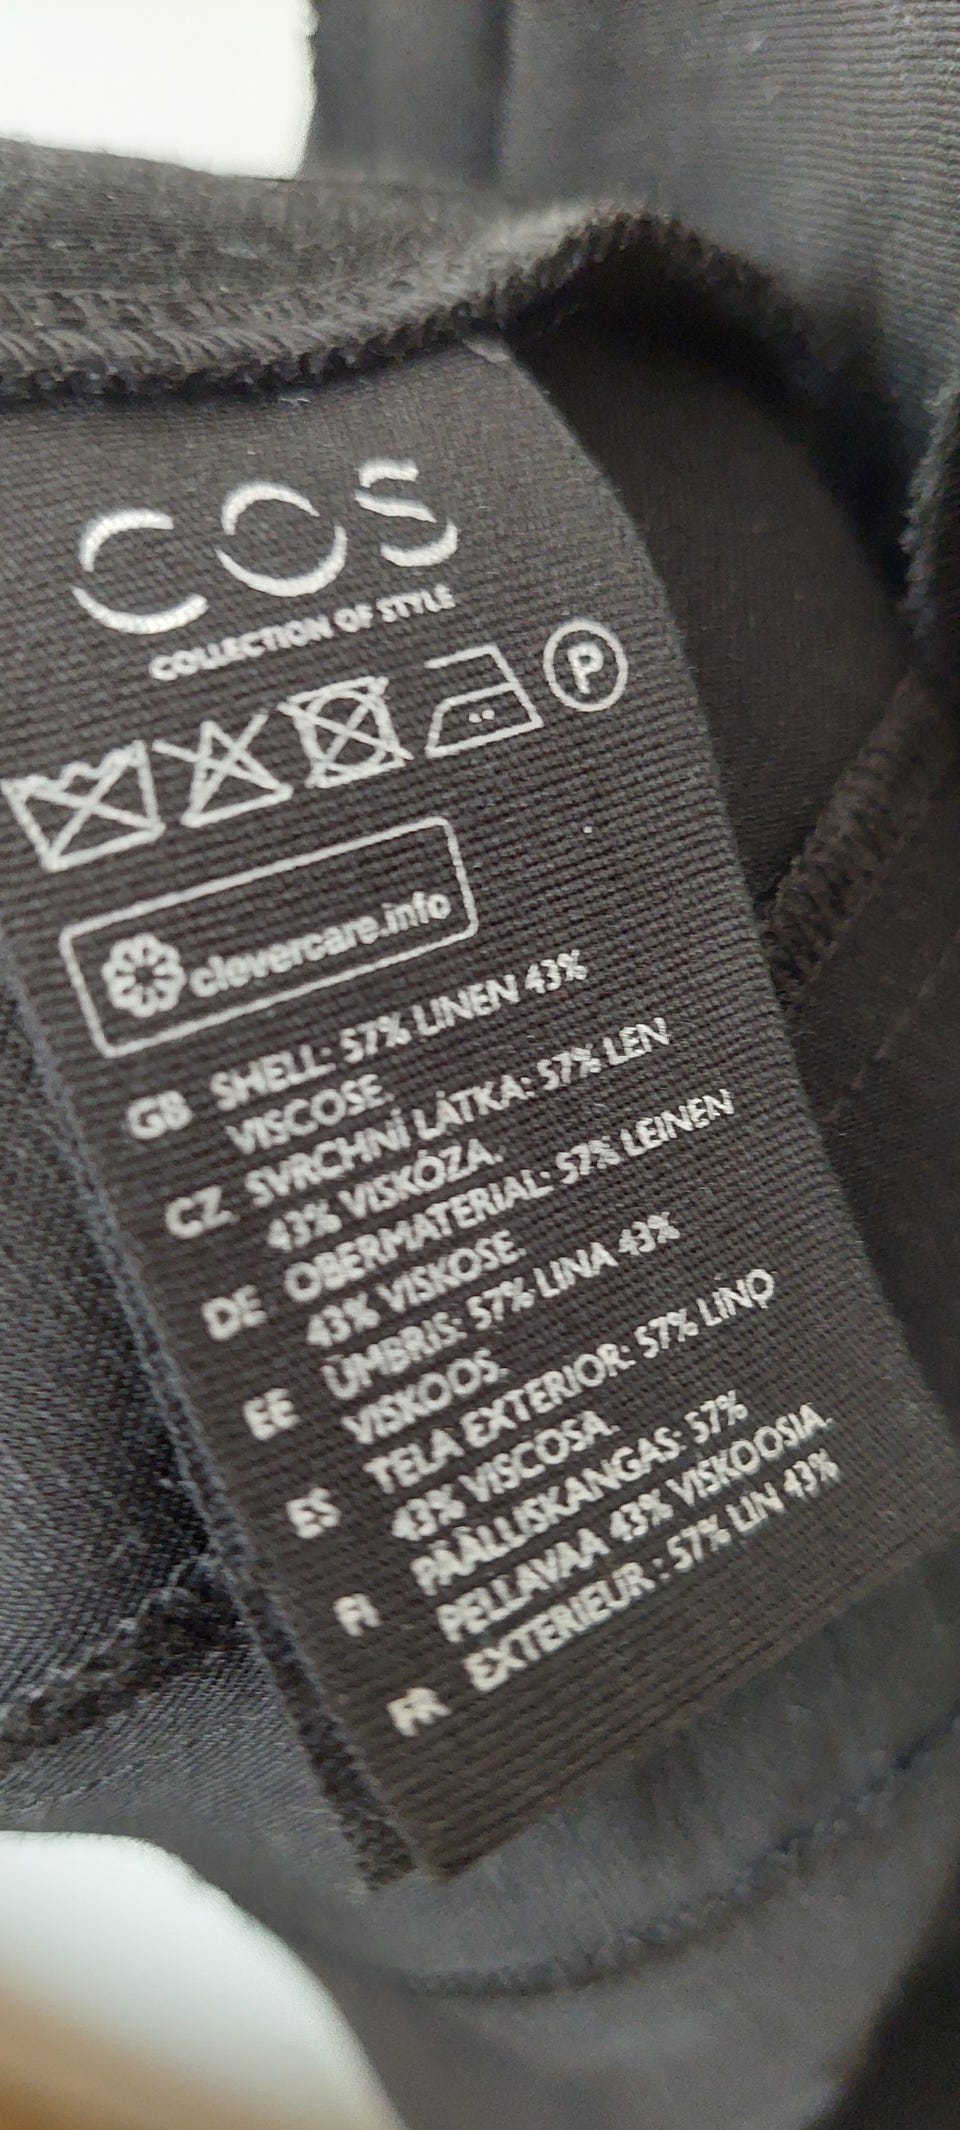 COS
COLLECTION OF STYLE
P
clevercare.info
GB SHELL: 57% LINEN 43%
VISCOSE.
CZ SVRCHNÍ LÁTKA: 57% LEN
43% VISKÓZA.
DE OBERMATERIAL: 57% LEINEN
43% VISKOSE.
EE ÜMBRIS: 57% LINA 43%
VISKOOS.
ES TELA EXTERIOR: 57% LINO
43% VISCOSA.
FI PÄÄLLISKANGAS: 57%
PELLAVAA 43% VISKOOSIA.
FR EXTERIEUR : 57% LIN 43%